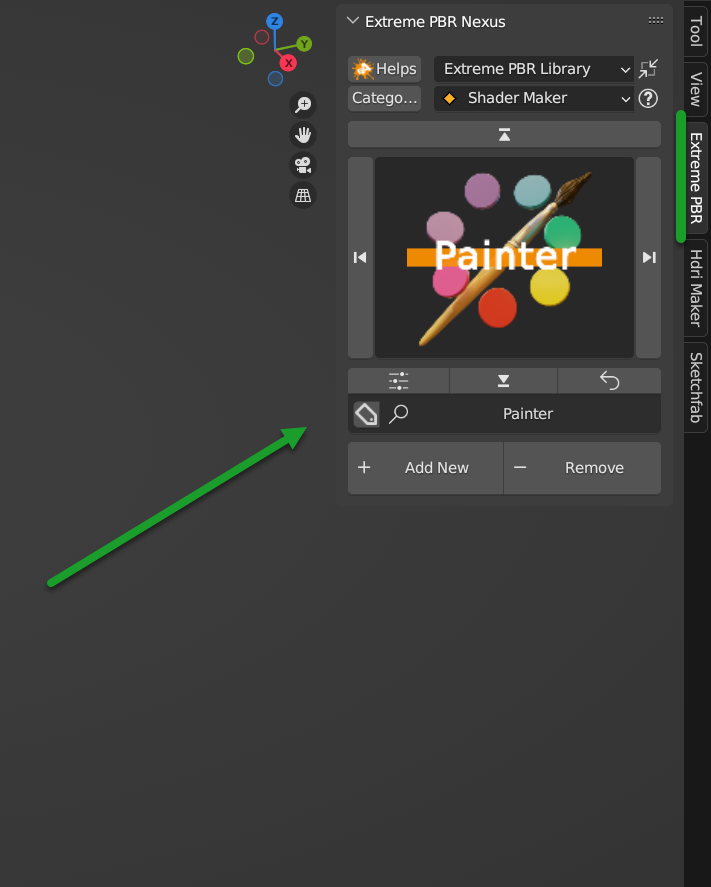 Extreme PBR Nexus
Helps
Extreme PBR Library
Catego...
Shader Maker
Painter
Painter
Add New
Remove
Z
Y
X
Tool
View
Extreme PBR
Hdri Maker
Sketchfab